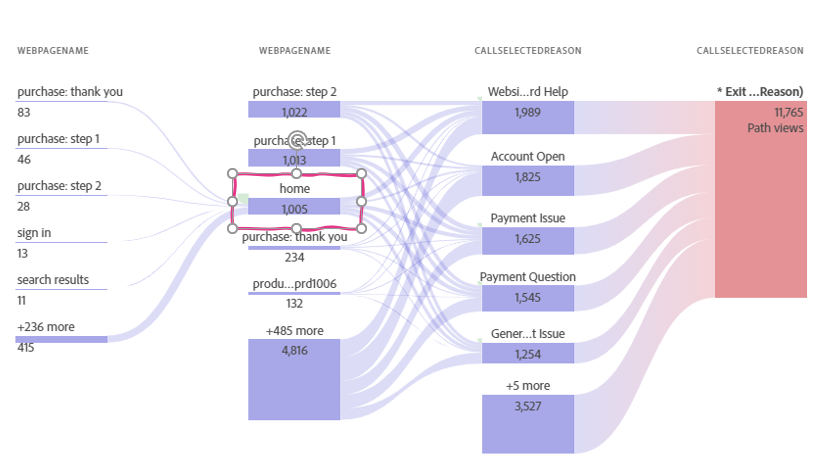 WEBPAGENAME
WEBPAGENAME
CALLSELECTEDREASON
CALLSELECTEDREASON
purchase: thank you
83
purchase: step 1
46
purchase: step 2
28
sign in
13
search results
11
+236 more
415
purchase: step 2
1,022
purchase: step 1
1,013
home
1,005
purchase: thank you
234
produ...prd1006
132
+485 more
4,816
Websi...rd Help
1,989
Account Open
1,825
Payment Issue
1,625
Payment Question
1,545
Gener...t Issue
1,254
+5 more
3,527
* Exit ...Reason)
11,765
Path views